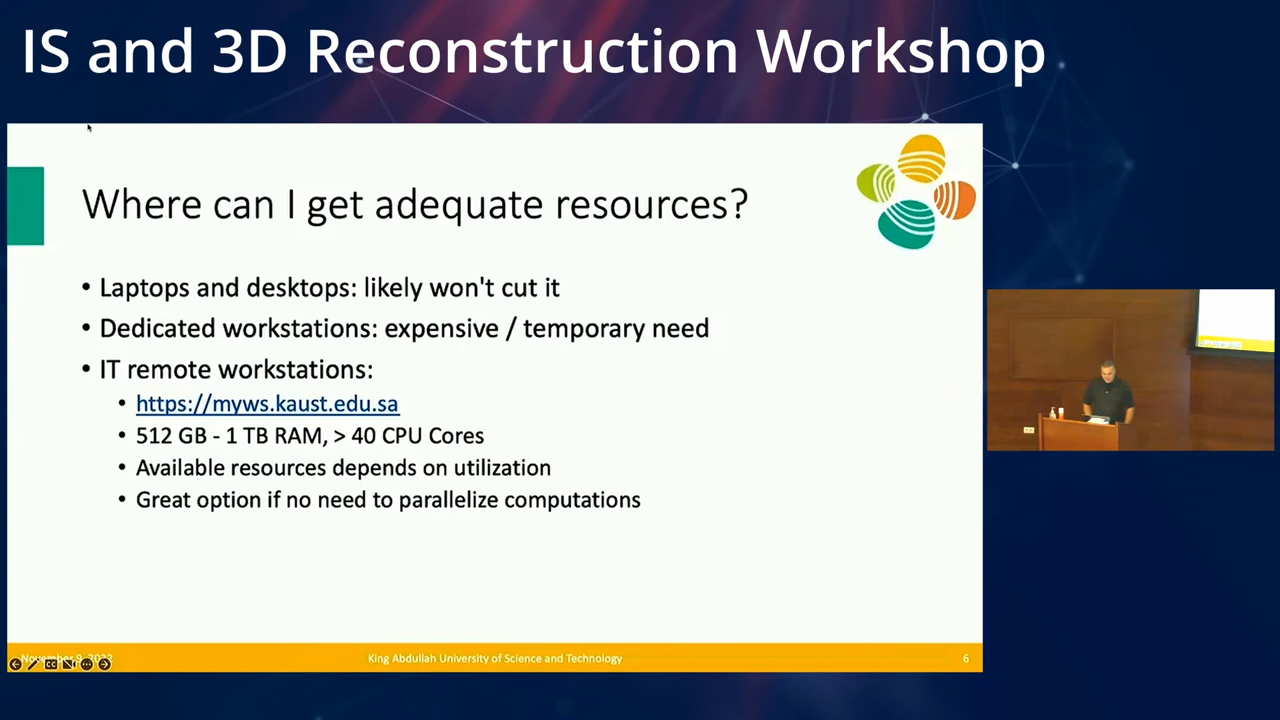 IS and 3D Reconstruction Workshop
Where can I get adequate resources?
• Laptops and desktops: likely won't cut it
• Dedicated workstations: expensive / temporary need
• IT remote workstations:
• https://myws.kaust.edu.sa
• 512 GB - 1 TB RAM, > 40 CPU Cores
• Available resources depends on utilization
• Great option if no need to parallelize computations
King Abdullah University of Science and Technology
6